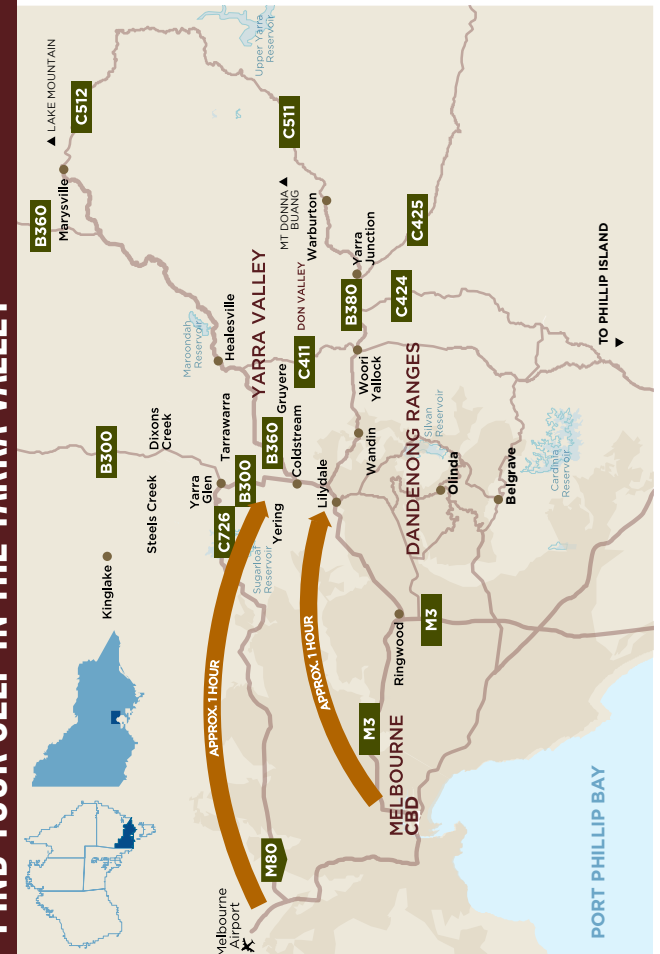 FIND YOURSELF IN THE YARRA VALLEY
LAKE MOUNTAIN
B360
Marysville
C512
Kinglake
B300
Steels Creek
Dixons
Creek
Maroondah
Reservoir
Upper Yarra
Reservoir
Melbourne
Airport
M80
APPROX. 1 HOUR
C726
Yarra
Glen
B300
Tarrawarra
Healesville
Sugarloaf
Reservoir
Yering
B360
YARRA VALLEY
Coldstream
Gruyere
C411
DON VALLEY
MT DONNA
BUANG
C511
Warburton
APPROX. 1 HOUR
Lilydale
M3
Wandin
Woori
Yallock
B380
Yarra
Junction
MELBOURNE
CBD
Ringwood
M3
DANDENONG RANGES
Silvan
Reservoir
C424
C425
Olinda
Belgrave
Cardinia
Reservoir
TO PHILLIP ISLAND
PORT PHILLIP BAY